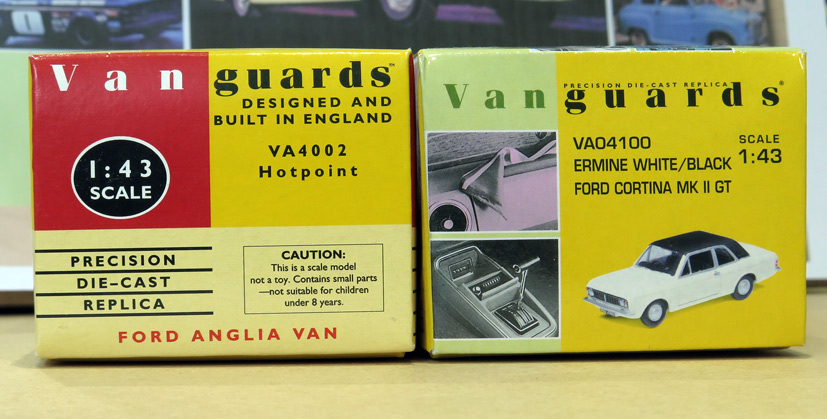 Vanguards™
DESIGNED AND
BUILT IN ENGLAND
VA4002
Hotpoint
1:43
SCALE
PRECISION
DIE-CAST
REPLICA
CAUTION:
This is a scale model
not a toy. Contains small parts
—not suitable for children
under 8 years.
FORD ANGLIA VAN
PRECISION DIE-CAST REPLICA
Vanguards®
VA04100
ERMINE WHITE/BLACK
FORD CORTINA MK II GT
SCALE
1:43
1